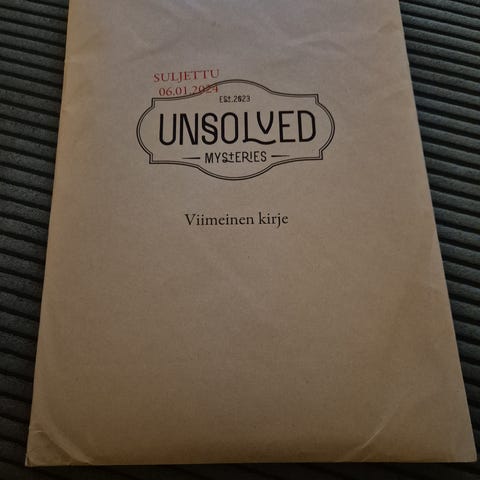 SULJETTU
06.01.2024
Est.2023
UNSOLVED
MYStERIES
Viimeinen kirje